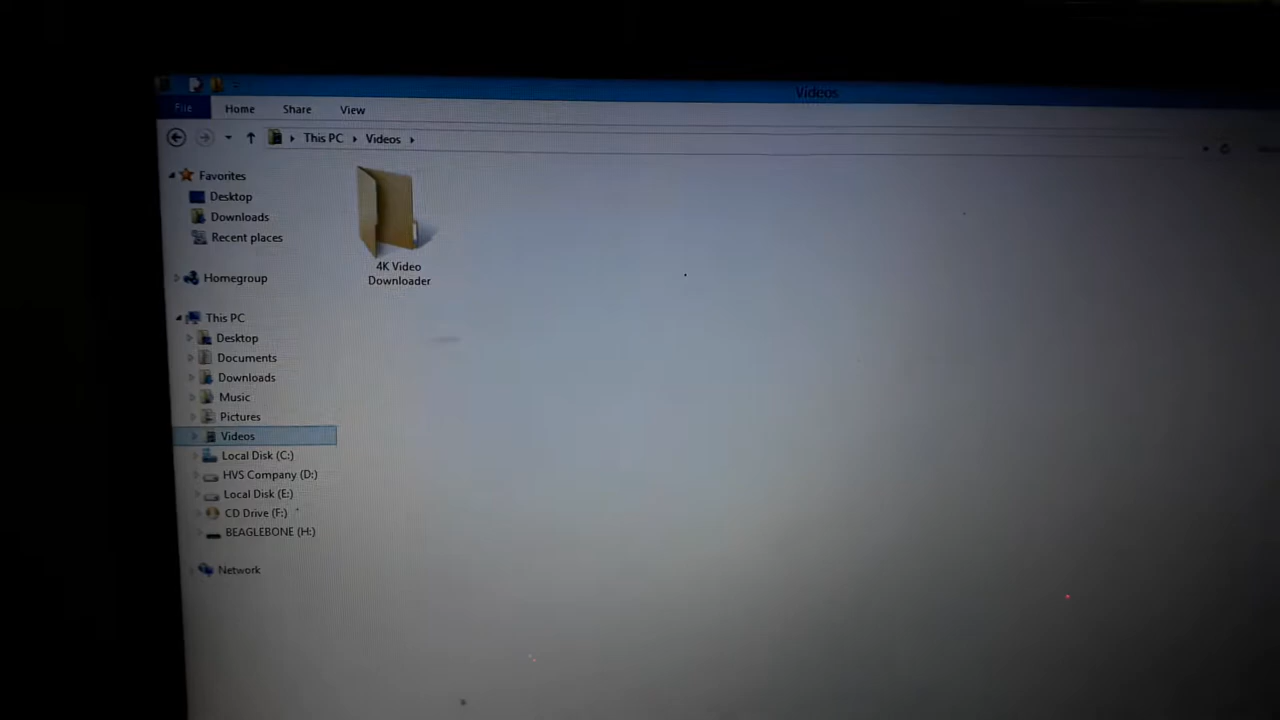 Videos
File Home Share View
This PC Videos
Favorites
Desktop
Downloads
Recent places
Homegroup
This PC
Desktop
Documents
Downloads
Music
Pictures
Videos
Local Disk (C:)
HVS Company (D:)
Local Disk (E:)
CD Drive (F:)
BEAGLEBONE (H:)
Network
4K Video
Downloader